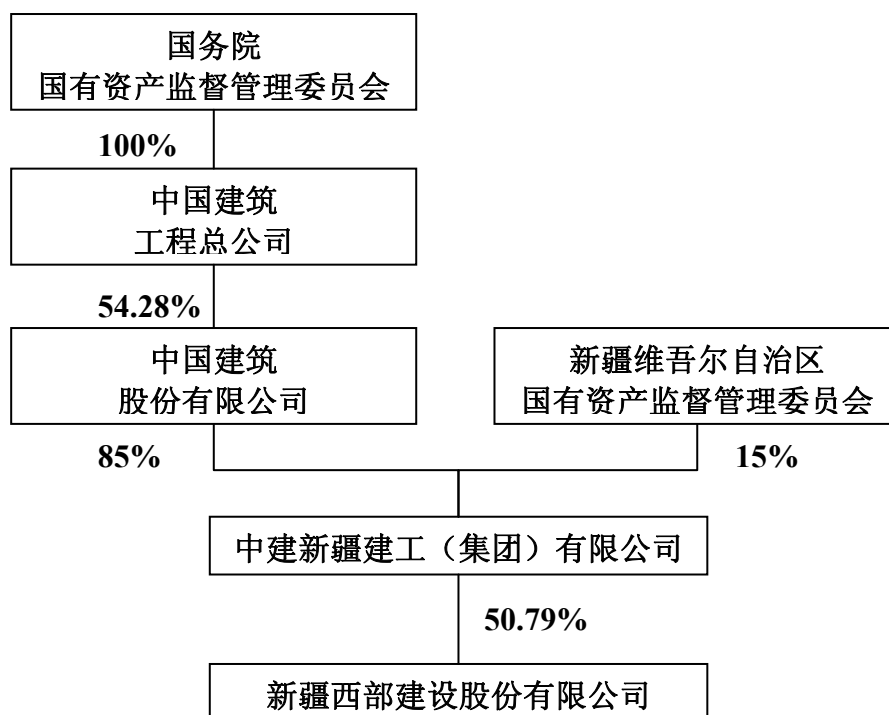 国务院
国有资产监督管理委员会
100%
中国建筑
工程总公司
54.28%
中国建筑
股份有限公司
新疆维吾尔自治区
国有资产监督管理委员会
85%
15%
中建新疆建工（集团）有限公司
50.79%
新疆西部建设股份有限公司